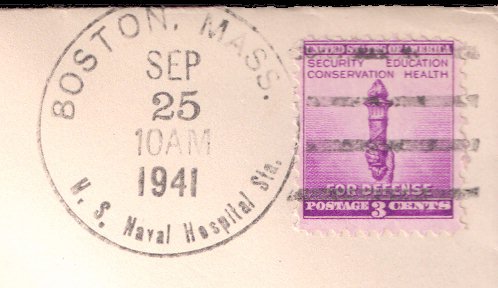 BOSTON, MASS.
SEP
25
10AM
1941
N. S. Naval Hospital Sta.
UNITED STATES OF AMERICA
SECURITY EDUCATION
CONSERVATION HEALTH
FOR DEFENSE
POSTAGE 3 CENTS